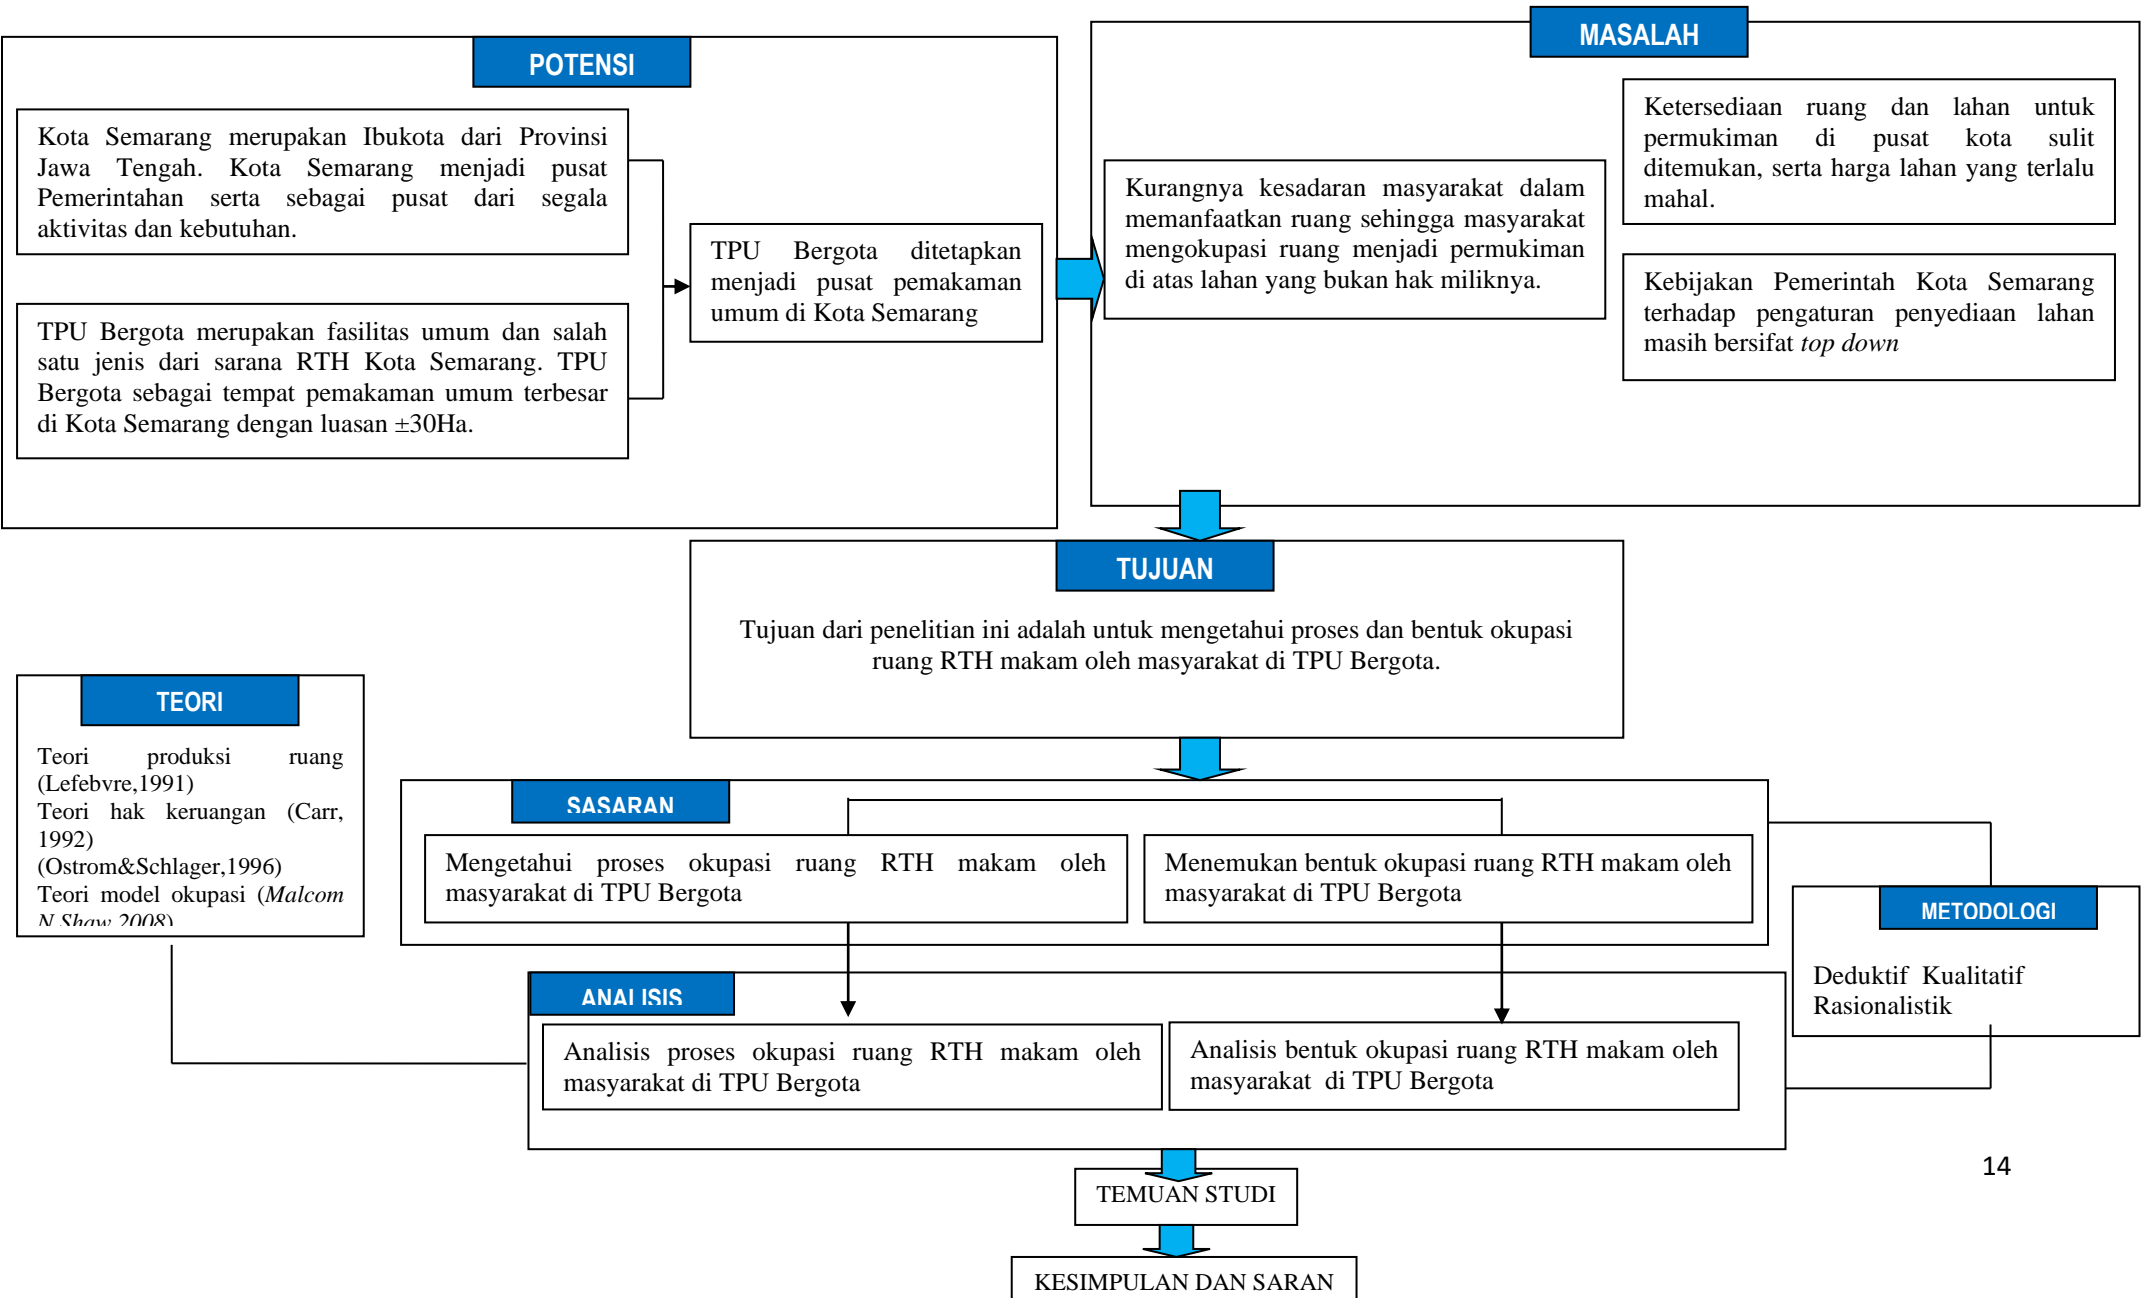 POTENSI
Kota Semarang merupakan Ibukota dari Provinsi
Jawa Tengah. Kota Semarang menjadi pusat
Pemerintahan serta sebagai pusat dari segala
aktivitas dan kebutuhan.
TPU Bergota merupakan fasilitas umum dan salah
satu jenis dari sarana RTH Kota Semarang. TPU
Bergota sebagai tempat pemakaman umum terbesar
di Kota Semarang dengan luasan ±30Ha.
TPU Bergota ditetapkan
menjadi pusat pemakaman
umum di Kota Semarang
MASALAH
Kurangnya kesadaran masyarakat dalam
memanfaatkan ruang sehingga masyarakat
mengokupasi ruang menjadi permukiman
di atas lahan yang bukan hak miliknya.
Ketersediaan ruang dan lahan untuk
permukiman di pusat kota sulit
ditemukan, serta harga lahan yang terlalu
mahal.
Kebijakan Pemerintah Kota Semarang
terhadap pengaturan penyediaan lahan
masih bersifat top down
TUJUAN
Tujuan dari penelitian ini adalah untuk mengetahui proses dan bentuk okupasi
ruang RTH makam oleh masyarakat di TPU Bergota.
TEORI
Teori produksi ruang
(Lefebvre,1991)
Teori hak keruangan (Carr,
1992)
(Ostrom&Schlager,1996)
Teori model okupasi (Malcom
N.Shaw,2008)
SASARAN
Mengetahui proses okupasi ruang RTH makam oleh
masyarakat di TPU Bergota
Menemukan bentuk okupasi ruang RTH makam oleh
masyarakat di TPU Bergota
METODOLOGI
Deduktif Kualitatif
Rasionalistik
ANALISIS
Analisis proses okupasi ruang RTH makam oleh
masyarakat di TPU Bergota
Analisis bentuk okupasi ruang RTH makam oleh
masyarakat di TPU Bergota
14
TEMUAN STUDI
KESIMPULAN DAN SARAN